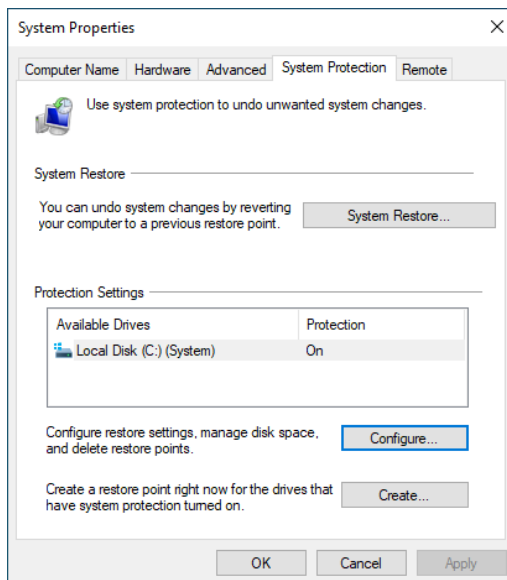 System Properties
Computer Name Hardware Advanced System Protection Remote
Use system protection to undo unwanted system changes.
System Restore
You can undo system changes by reverting
your computer to a previous restore point.
System Restore...
Protection Settings
Available Drives Protection
Local Disk (C:) (System) On
Configure restore settings, manage disk space,
and delete restore points.
Configure...
Create a restore point right now for the drives that
have system protection turned on.
Create...
OK Cancel Apply